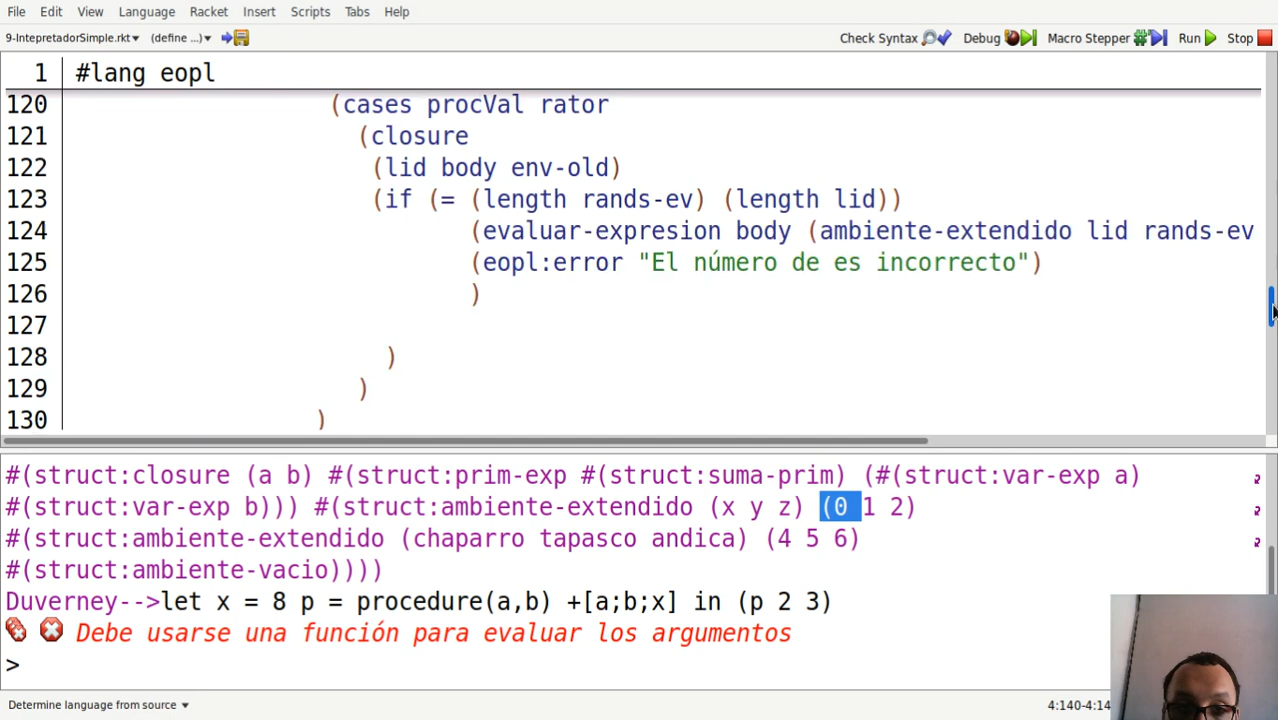 File Edit View Language Racket Insert Scripts Tabs Help
9-IntepretadorSimple.rkt▾ (define ...)▾ Check Syntax Debug Macro Stepper Run Stop
1 #lang eopl
120 (cases procVal rator
121 (closure
122 (lid body env-old)
123 (if (= (length rands-ev) (length lid))
124 (evaluar-expresion body (ambiente-extendido lid rands-ev
125 (eopl:error "El número de es incorrecto")
126 )
127
128 )
129 )
130 )
#(struct:closure (a b) #(struct:prim-exp #(struct:suma-prim) (#(struct:var-exp a)
#(struct:var-exp b))) #(struct:ambiente-extendido (x y z) (0 1 2)
#(struct:ambiente-extendido (chaparro tapasco andica) (4 5 6)
#(struct:ambiente-vacio))))
Duverney-->let x = 8 p = procedure(a,b) +[a;b;x] in (p 2 3)
Debe usarse una función para evaluar los argumentos
>
Determine language from source ▾ 4:140-4:14